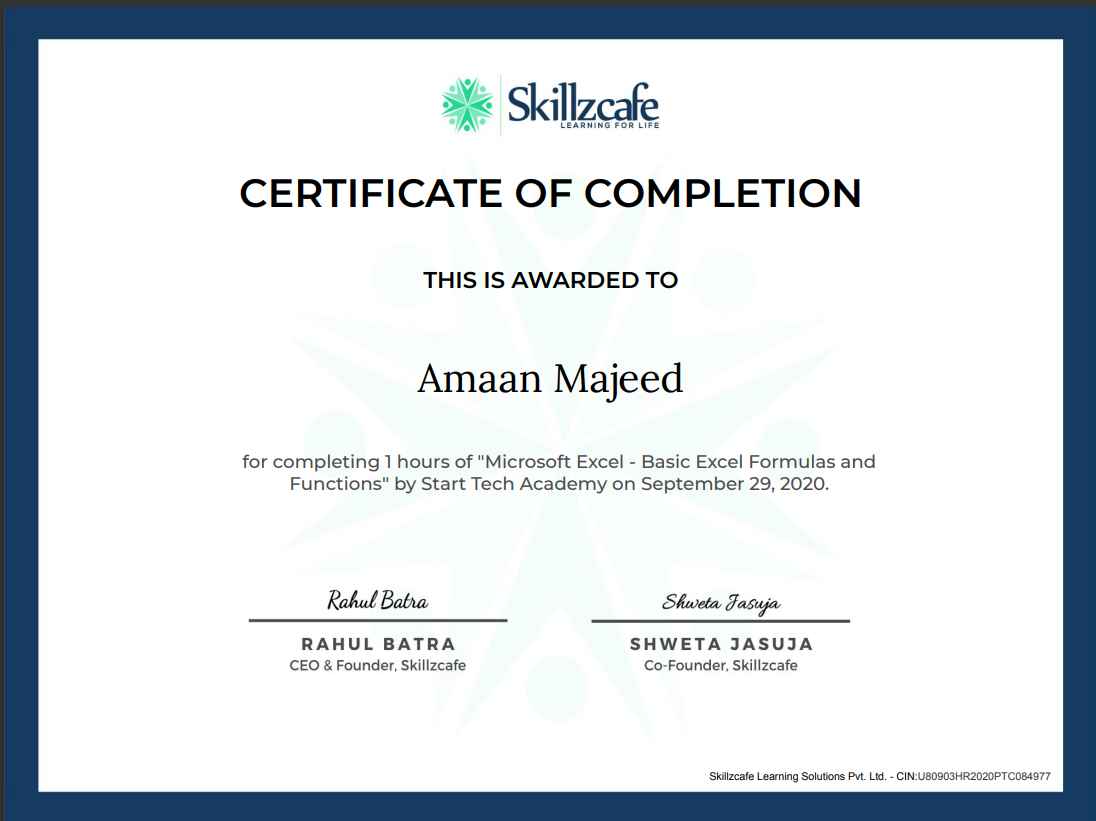 Skillzcafe
LEARNING FOR LIFE
CERTIFICATE OF COMPLETION
THIS IS AWARDED TO
Amaan Majeed
for completing 1 hours of "Microsoft Excel - Basic Excel Formulas and
Functions" by Start Tech Academy on September 29, 2020.
Rahul Batra
RAHUL BATRA
CEO & Founder, Skillzcafe
Shweta Jasuja
SHWETA JASUJA
Co-Founder, Skillzcafe
Skillzcafe Learning Solutions Pvt. Ltd. - CIN:U80903HR2020PTC084977